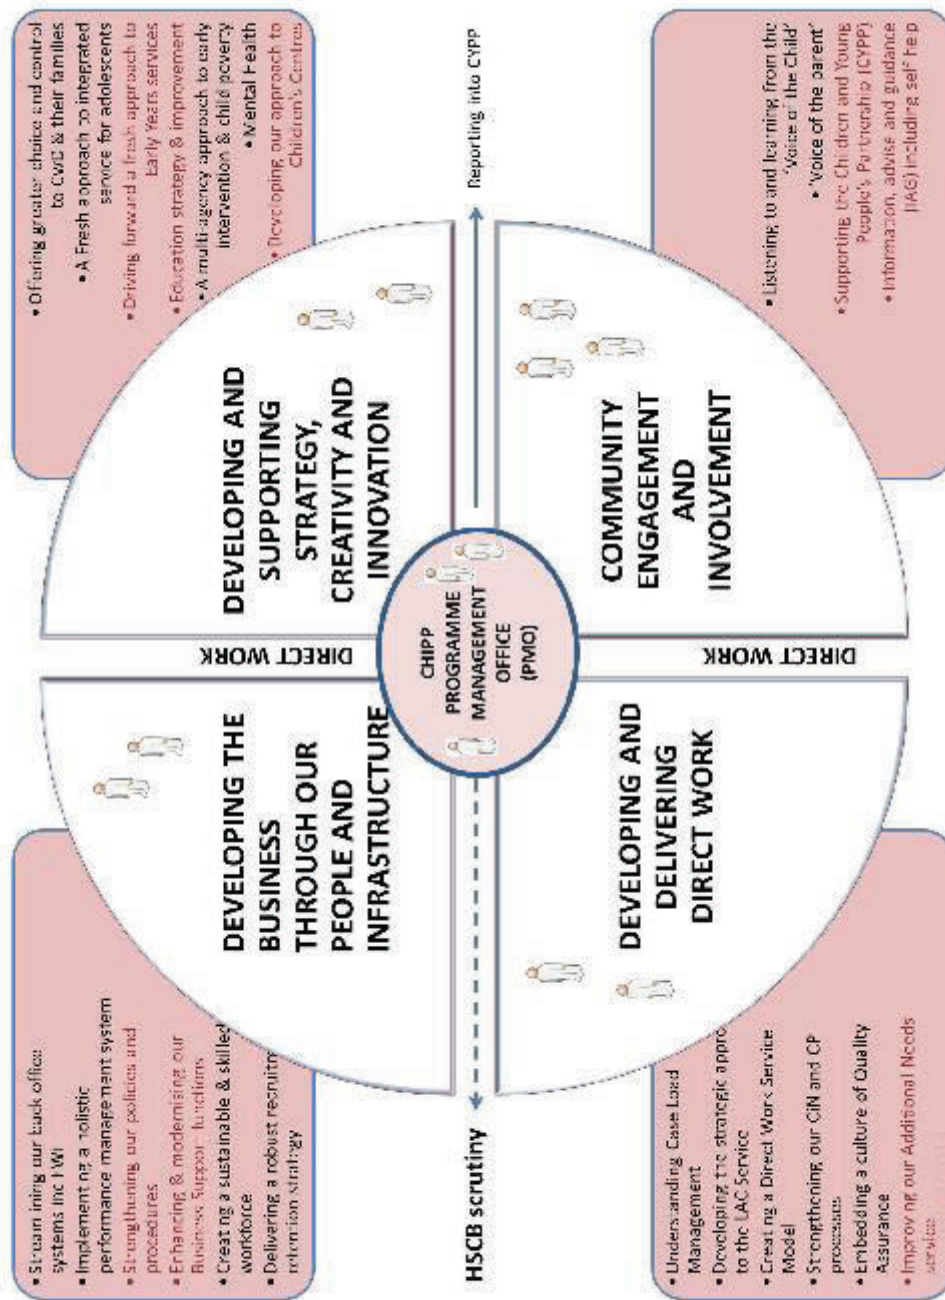 • Streamlining our back office
systems inc FWi
• Implementing a holistic
performance management system
• Strengthening our policies and
procedures
• Enhancing & modernising our
Business Support functions
• Creating a sustainable & skilled
workforce
• Delivering a robust recruitm
retention strategy
DEVELOPING THE
BUSINESS
THROUGH OUR
PEOPLE AND
INFRASTRUCTURE
DIRECT WORK
DEVELOPING AND
SUPPORTING
STRATEGY,
CREATIVITY AND
INNOVATION
• Offering greater choice and control
to CWD & their families
• A Fresh approach to integrated
service for adolescents
• Driving forward a fresh approach to
Early Years services
• Education strategy & improvement
• A multi-agency approach to early
intervention & child poverty
• Mental Health
• Developing our approach to
Children's Centres
HSCB scrutiny
CHIPP
PROGRAMME
MANAGEMENT
OFFICE
(PMO)
Reporting into CYPP
• Understanding Case Load
Management
• Developing the strategic appro
to the LAC Service
• Creating a Direct Work Service
Model
• Strengthening our CiN and CP
processes
• Embedding a culture of Quality
Assurance
• Improving our Additional Needs
service
DEVELOPING AND
DELIVERING
DIRECT WORK
DIRECT WORK
COMMUNITY
ENGAGEMENT
AND
INVOLVEMENT
• Listening to and learning from the
'Voice of the Child'
• 'Voice of the parent'
• Supporting the Children and Young
People's Partnership (CYPP)
• Information, advise and guidance
(IAG) including self help